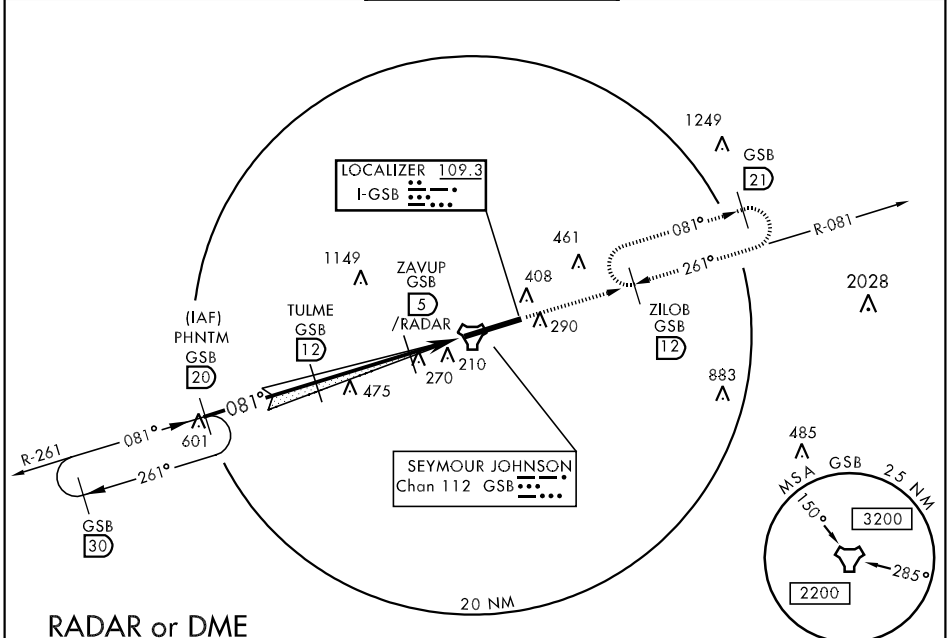 1249
GSB
21
LOCALIZER 109.3
I-GSB
081°
R-081
261°
461
1149
ZAVUP
GSB
5
/RADAR
408
290
2028
(IAF)
PHNTM
GSB
20
TULME
GSB
12
ZILOB
GSB
12
210
270
475
081°
883
601
R-261
081°
261°
485
SEYMOUR JOHNSON
Chan 112 GSB
MSA GSB 25 NM
150°
3200
285°
2200
GSB
30
20 NM
RADAR or DME